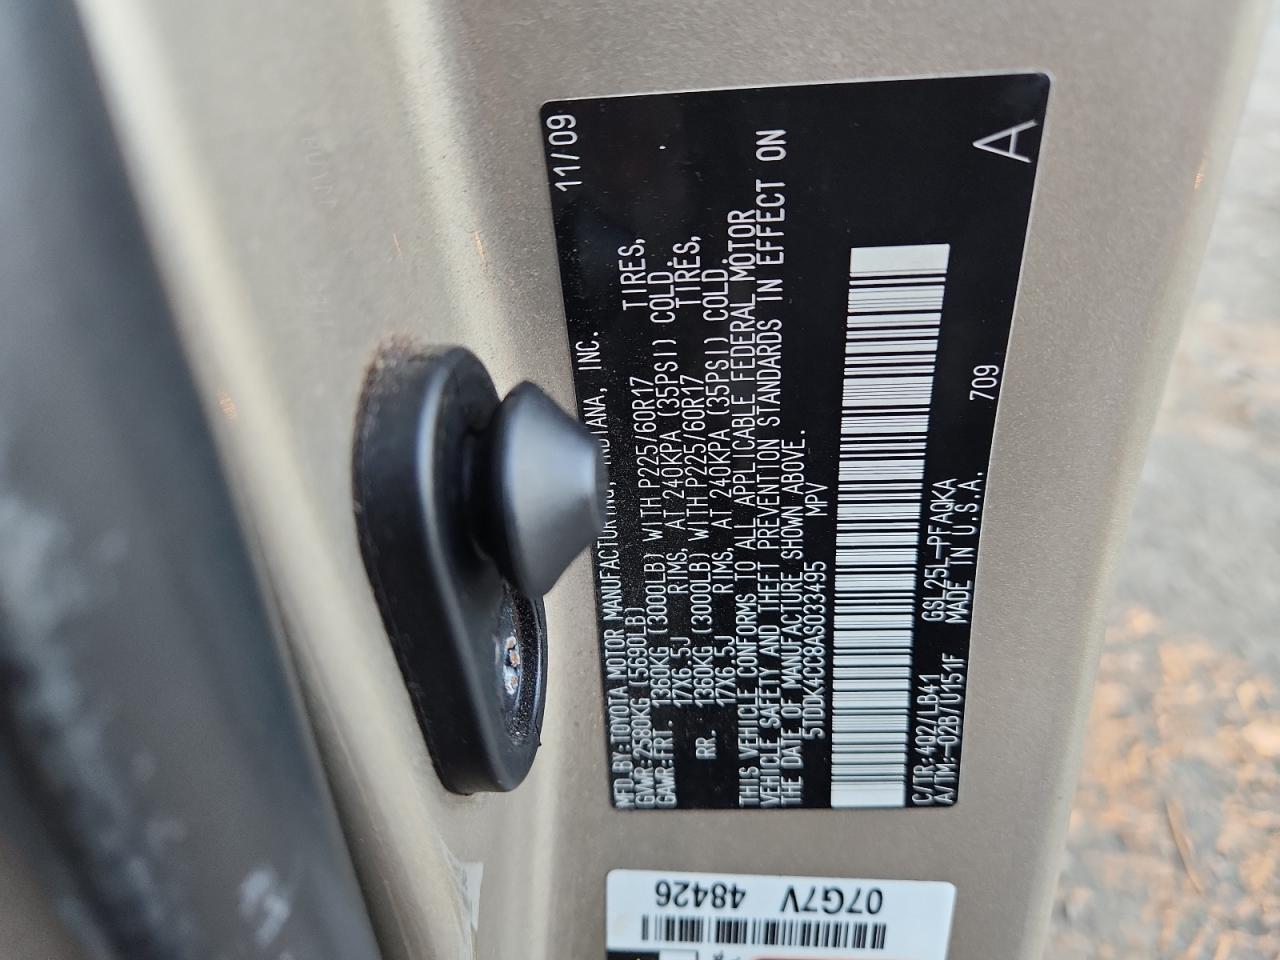 11/09
MFD.BY:TOYOTA MOTOR MANUFACTURING, INDIANA, INC.
GVWR:2580KG (5690LB)
GAWR:FRT. 1360KG (3000LB) WITH P225/60R17 TIRES,
17X6.5J RIMS, AT 240KPA (35PSI) COLD.
RR. 1360KG (3000LB) WITH P225/60R17 TIRES,
17X6.5J RIMS, AT 240KPA (35PSI) COLD.
THIS VEHICLE CONFORMS TO ALL APPLICABLE FEDERAL MOTOR
VEHICLE SAFETY AND THEFT PREVENTION STANDARDS IN EFFECT ON
THE DATE OF MANUFACTURE SHOWN ABOVE.
5TDDK4CC8AS033495 MPV
C/TR:4Q2/LB41 GSL25L-PFAQKA
A/TM:-02B/U151F MADE IN U.S.A. 709
A
07G7V 48426